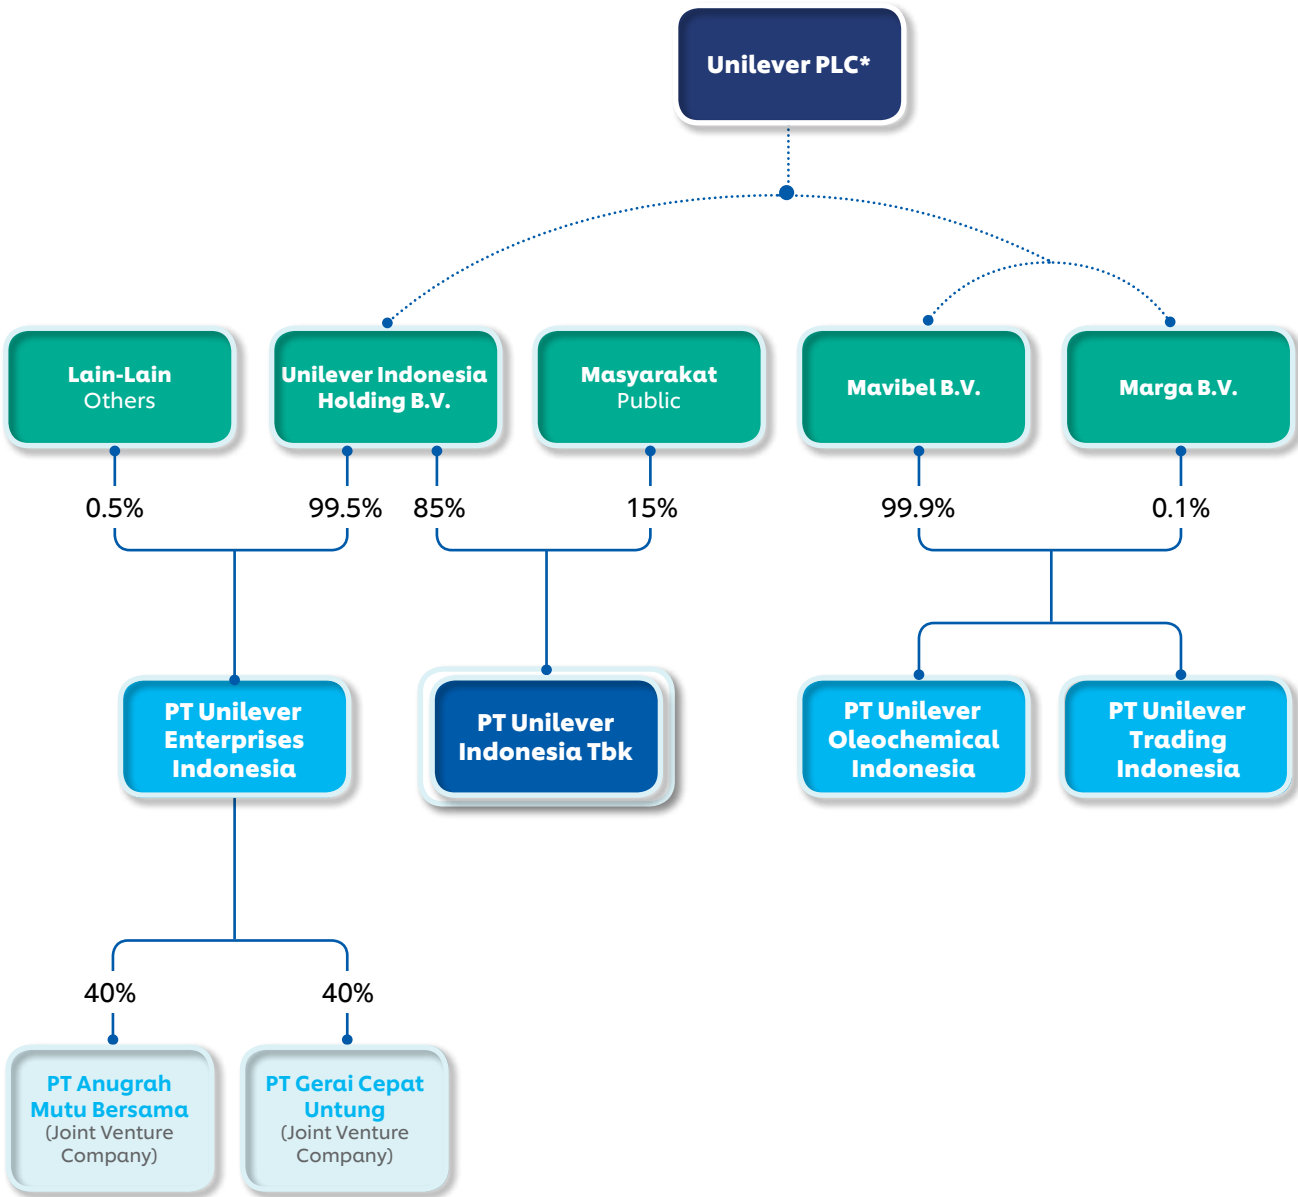 Unilever PLC*
Lain-Lain
Others
Unilever Indonesia
Holding B.V.
Masyarakat
Public
Mavibel B.V.
Marga B.V.
0.5%
99.5%
85%
15%
99.9%
0.1%
PT Unilever
Enterprises
Indonesia
PT Unilever
Indonesia Tbk
PT Unilever
Oleochemical
Indonesia
PT Unilever
Trading
Indonesia
40%
40%
PT Anugrah
Mutu Bersama
(Joint Venture
Company)
PT Gerai Cepat
Untung
(Joint Venture
Company)